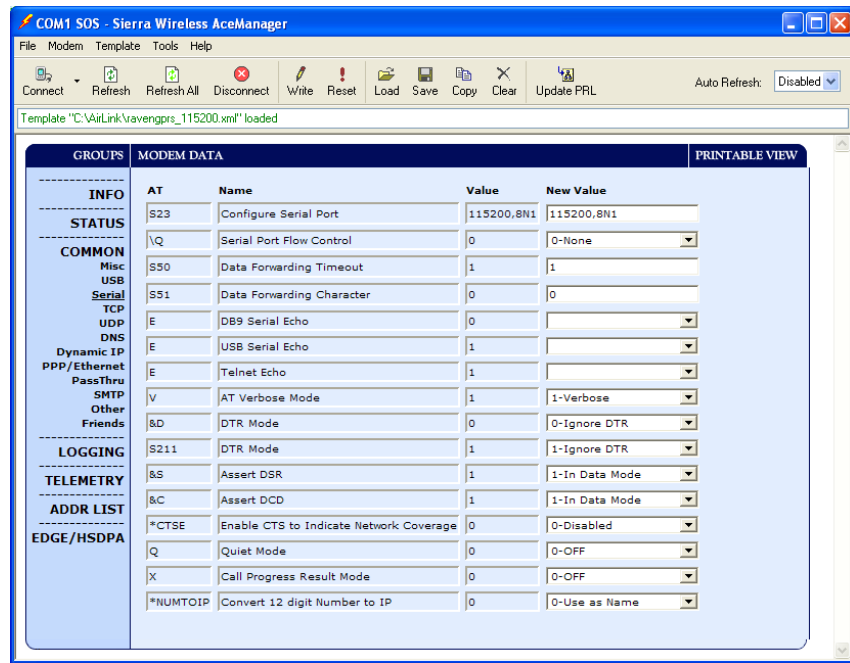 COM1 SOS - Sierra Wireless AceManager
File Modem Template Tools Help
Connect Refresh Refresh All Disconnect Write Reset Load Save Copy Clear Update PRL Auto Refresh: Disabled
Template "C:\AirLink\ravengprs_115200.xml" loaded
GROUPS MODEM DATA PRINTABLE VIEW
INFO
STATUS
COMMON
Misc
USB
Serial
TCP
UDP
DNS
Dynamic IP
PPP/Ethernet
PassThru
SMTP
Other
Friends
LOGGING
TELEMETRY
ADDR LIST
EDGE/HSDPA
AT Name Value New Value
S23 Configure Serial Port 115200,8N1 115200,8N1
\Q Serial Port Flow Control 0 0-None
S50 Data Forwarding Timeout 1 1
S51 Data Forwarding Character 0 0
E DB9 Serial Echo 0
E USB Serial Echo 1
E Telnet Echo 1
V AT Verbose Mode 1 1-Verbose
&D DTR Mode 0 0-Ignore DTR
S211 DTR Mode 1 1-Ignore DTR
&S Assert DSR 1 1-In Data Mode
&C Assert DCD 1 1-In Data Mode
*CTSE Enable CTS to Indicate Network Coverage 0 0-Disabled
Q Quiet Mode 0 0-OFF
X Call Progress Result Mode 0 0-OFF
*NUMTOIP Convert 12 digit Number to IP 0 0-Use as Name